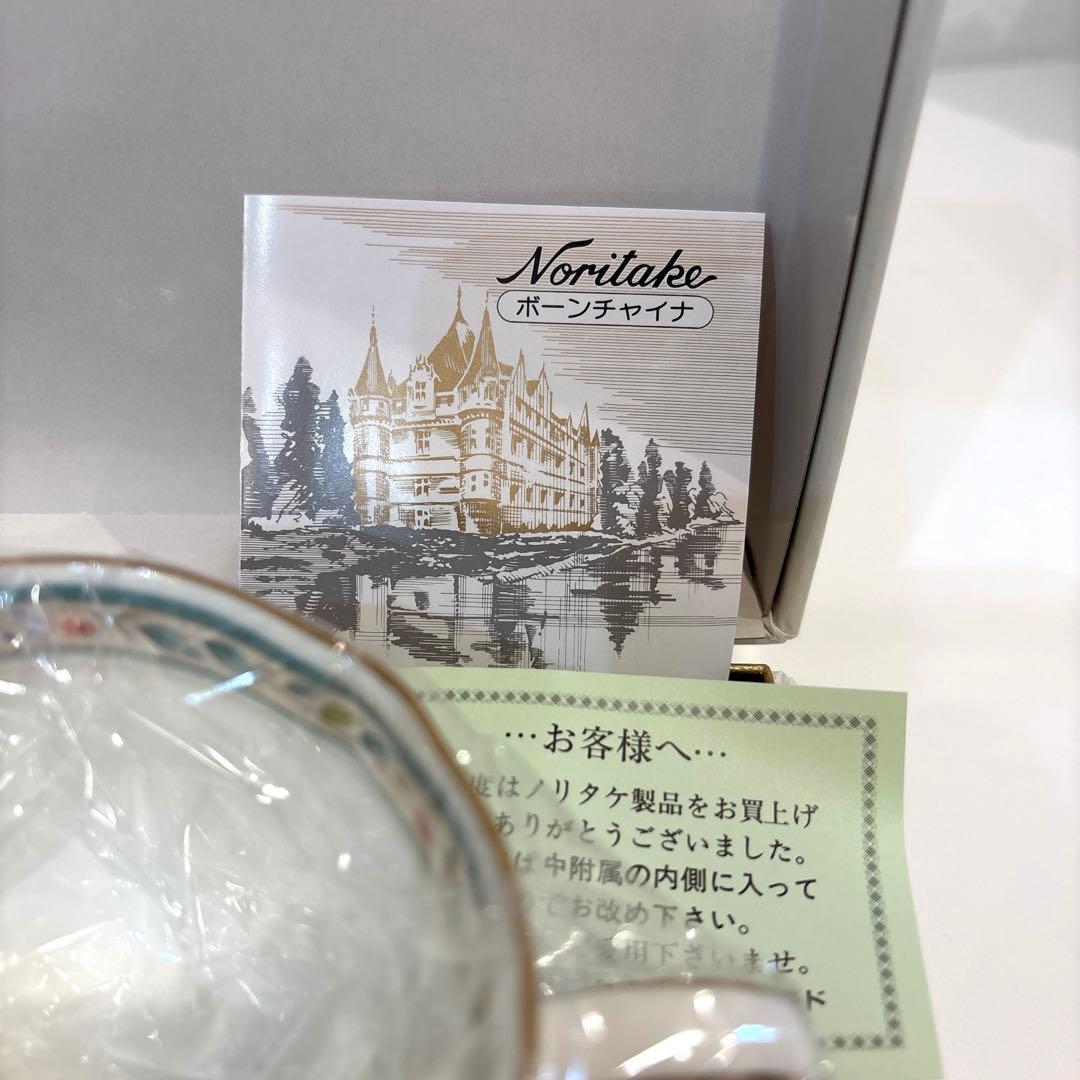 Noritake
ボーンチャイナ
…お客様へ…
度はノリタケ製品をお買上げ
ありがとうございました。
は中附属の内側に入って
でお改め下さい。
用下さいませ。